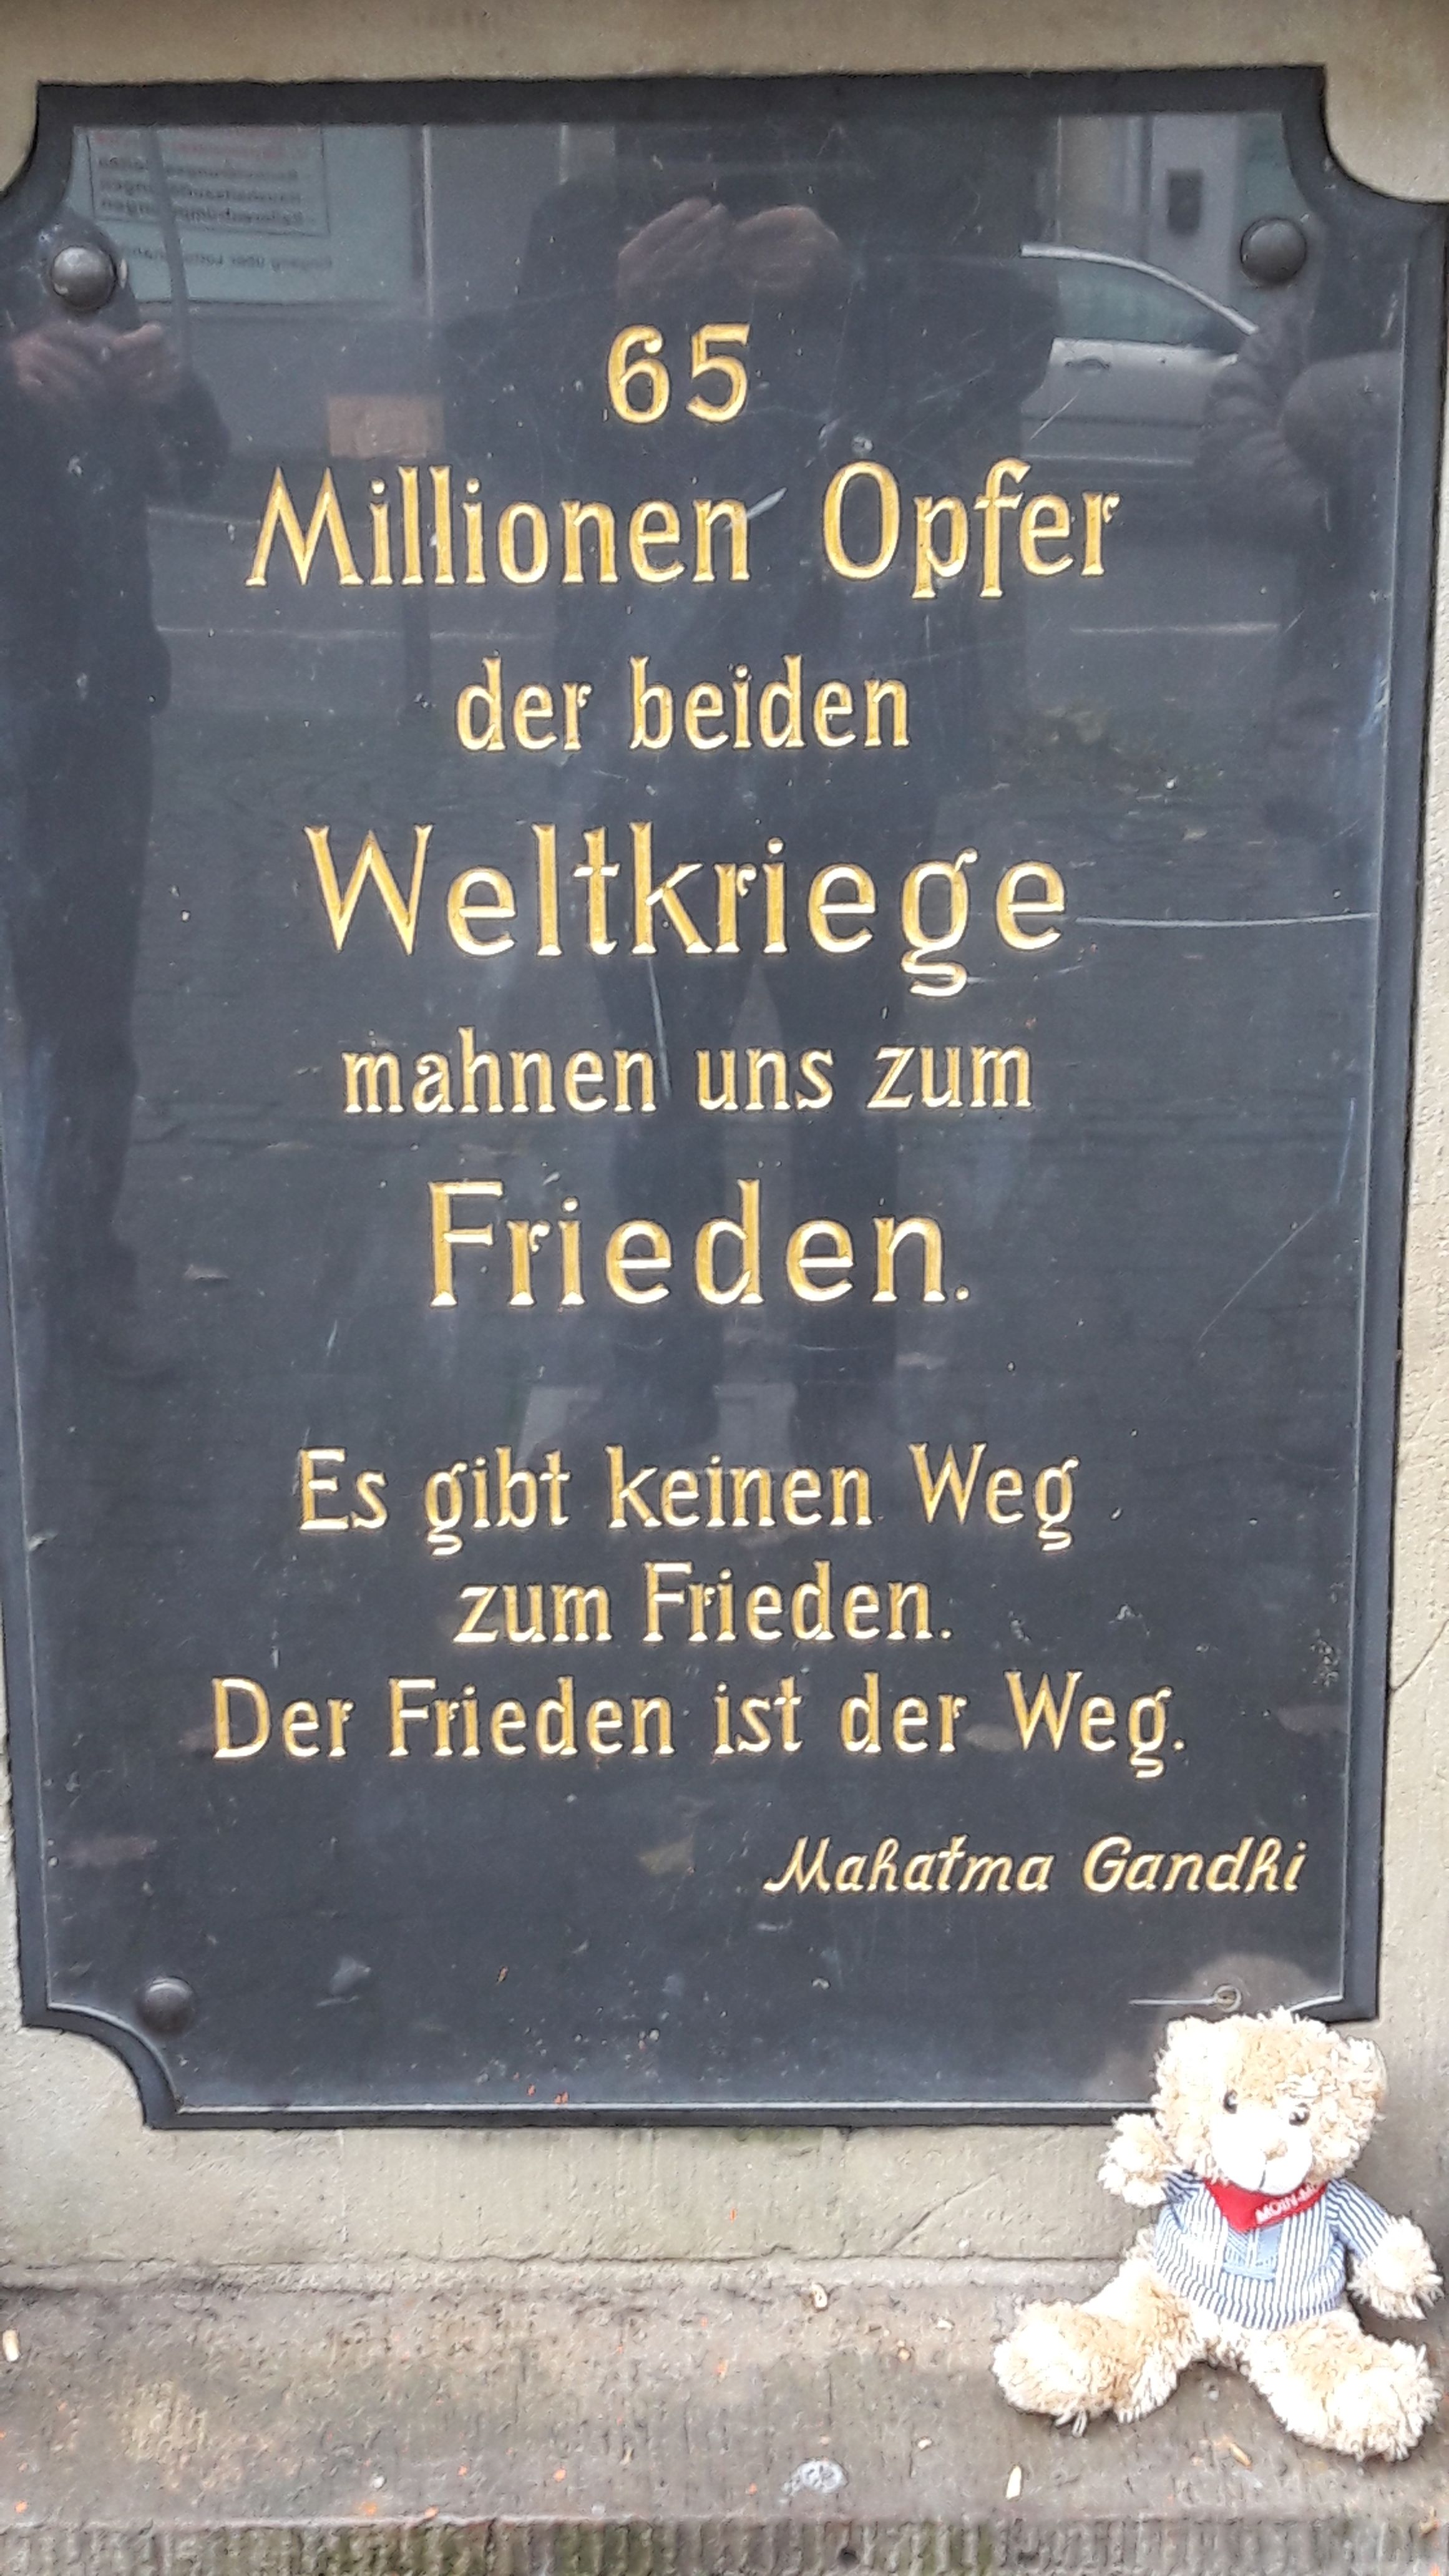 65
Millionen Opfer
der beiden
Weltkriege
mahnen uns zum
Frieden.
Es gibt keinen Weg
zum Frieden.
Der Frieden ist der Weg.
Mahatma Gandhi
MOIN-M